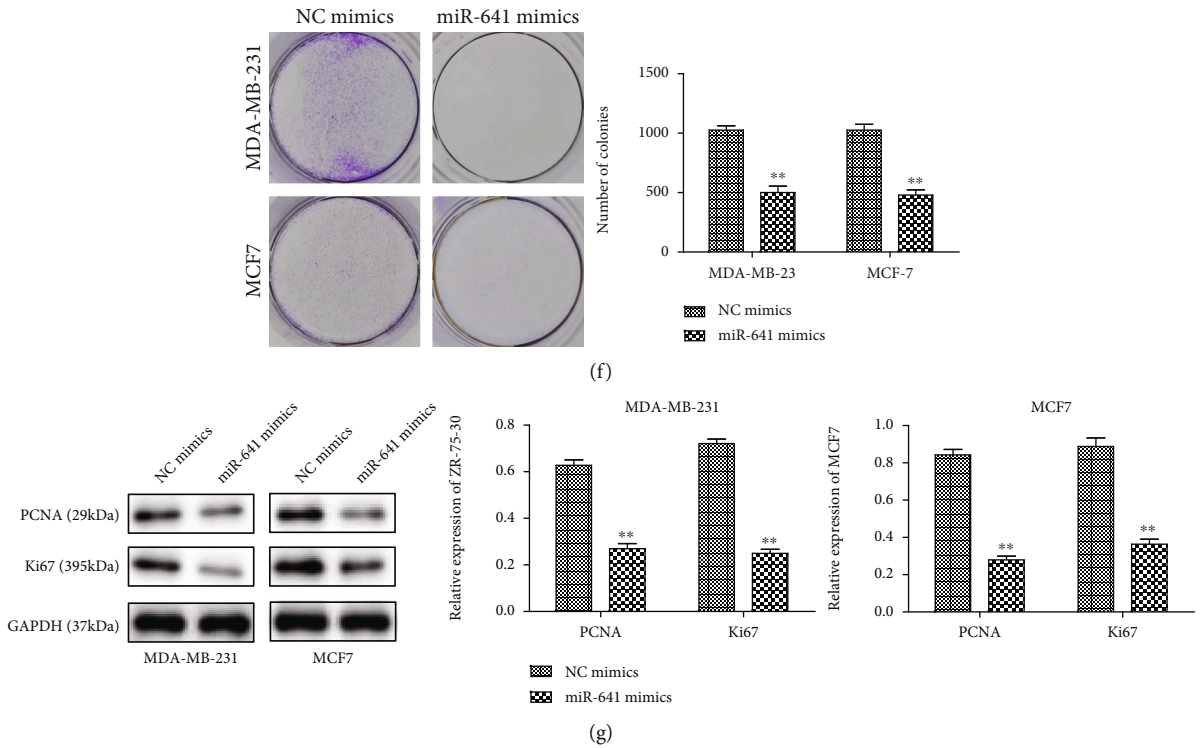 NC mimics miR-641 mimics
MDA-MB-231
MCF7
Number of colonies
1500
1000
500
0
** **
MDA-MB-23 MCF-7
NC mimics
miR-641 mimics
(f)
NC mimics miR-641 mimics NC mimics miR-641 mimics
PCNA (29kDa)
Ki67 (395kDa)
GAPDH (37kDa)
MDA-MB-231 MCF7
MDA-MB-231
Relative expression of ZR-75-30
0.8
0.6
0.4
0.2
0.0
** **
PCNA Ki67
MCF7
Relative expression of MCF7
1.0
0.8
0.6
0.4
0.2
0.0
** **
PCNA Ki67
NC mimics
miR-641 mimics
(g)